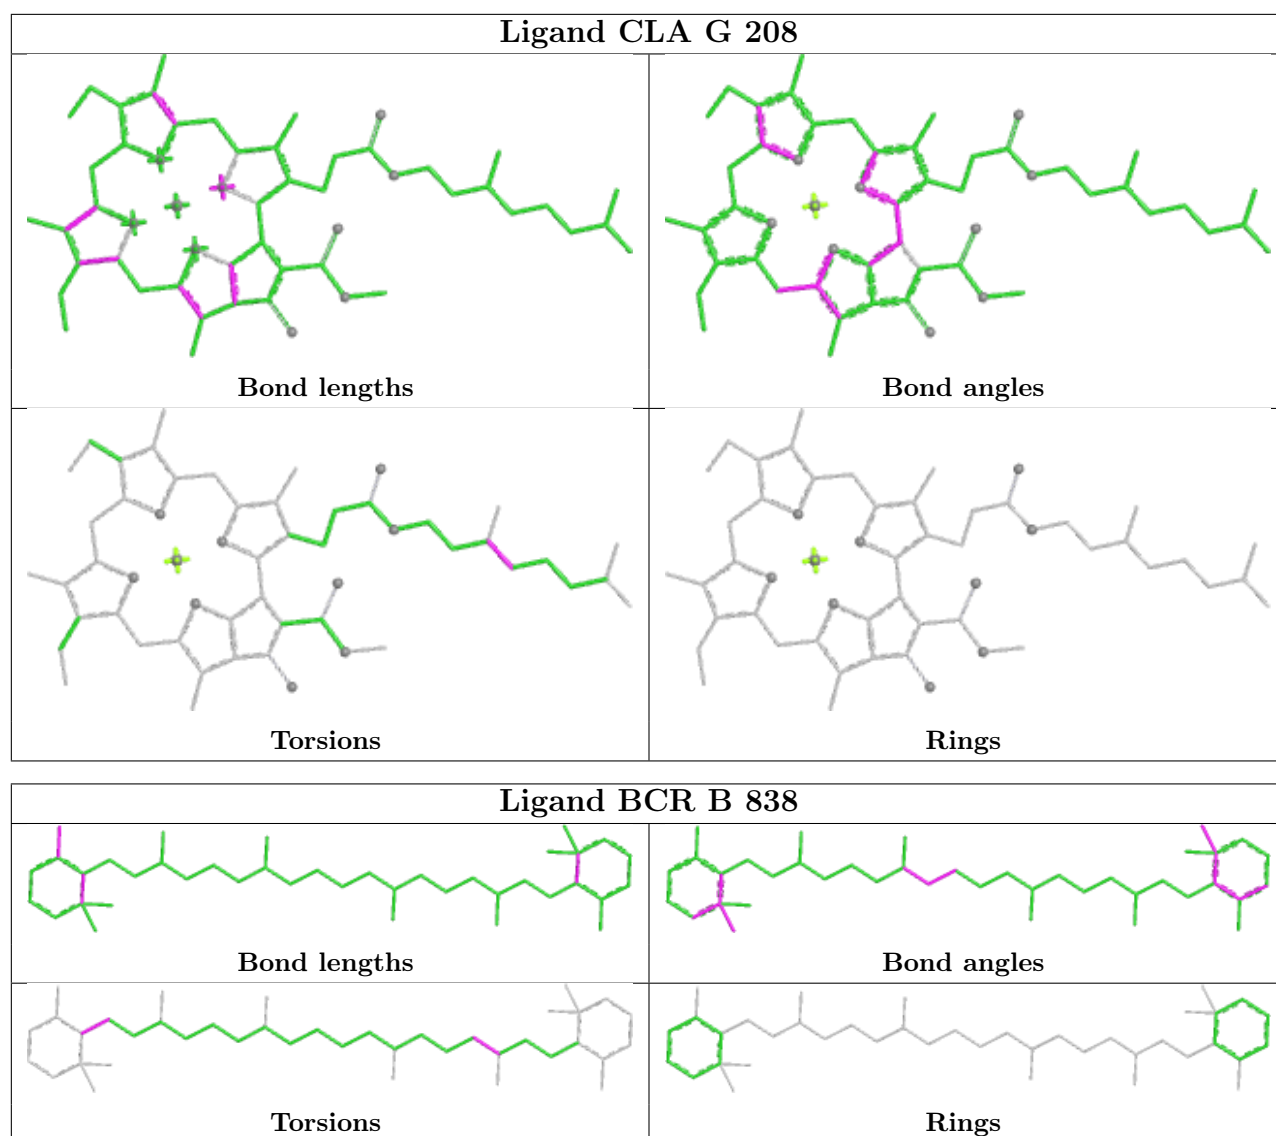 Ligand CLA G 208
Bond lengths
Bond angles
Torsions
Rings
Ligand BCR B 838
Bond lengths
Bond angles
Torsions
Rings